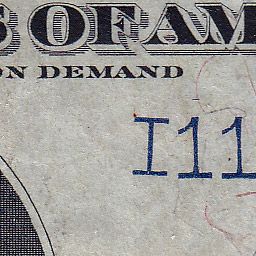 S OF AM
ON DEMAND
I11